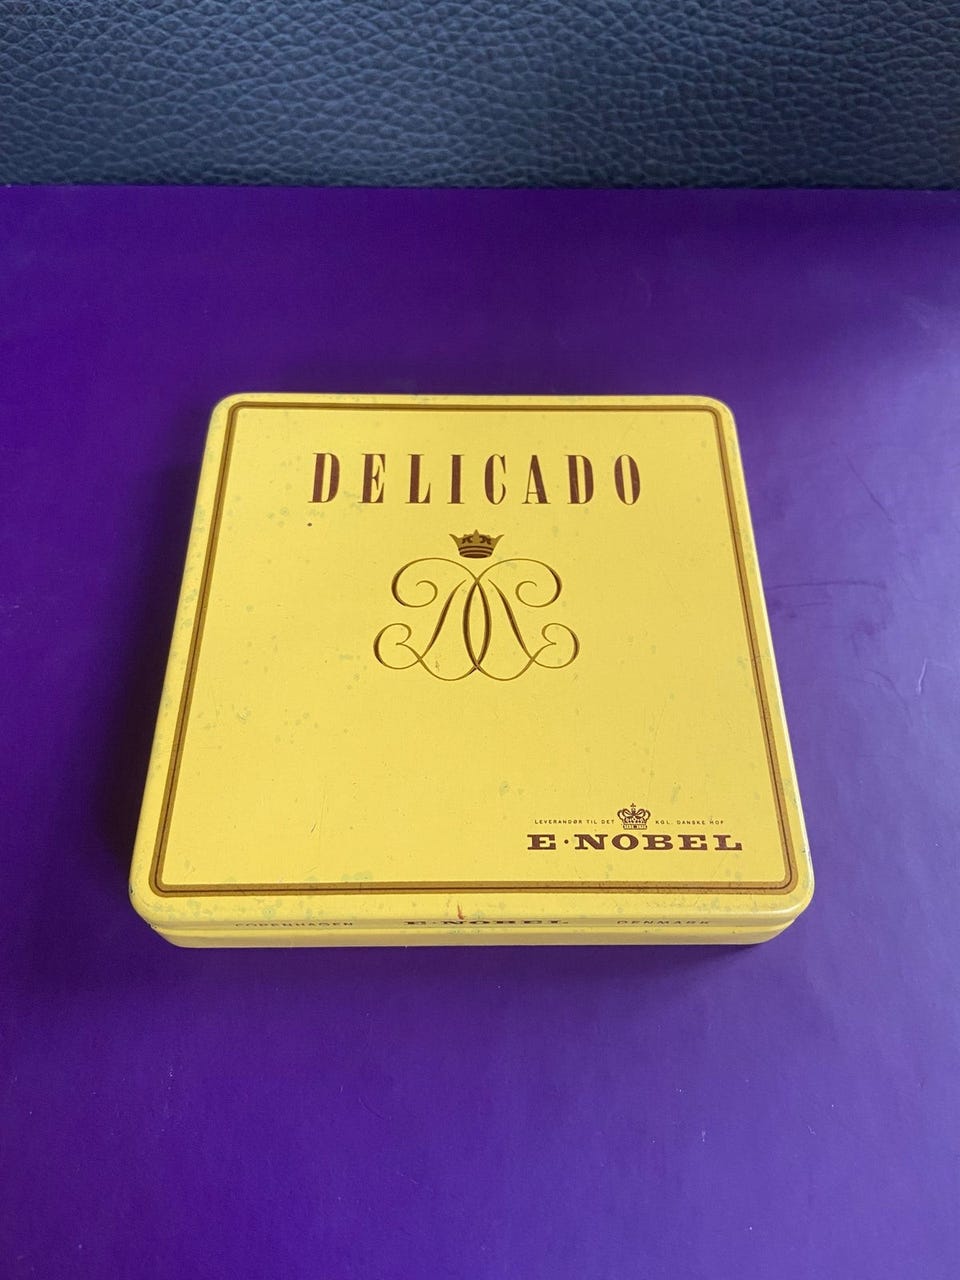 DELICADO
LEVERANDØR TIL DET KGL. DANSKE HOF
E·NOBEL
COPENHAGEN E·NOBEL DENMARK